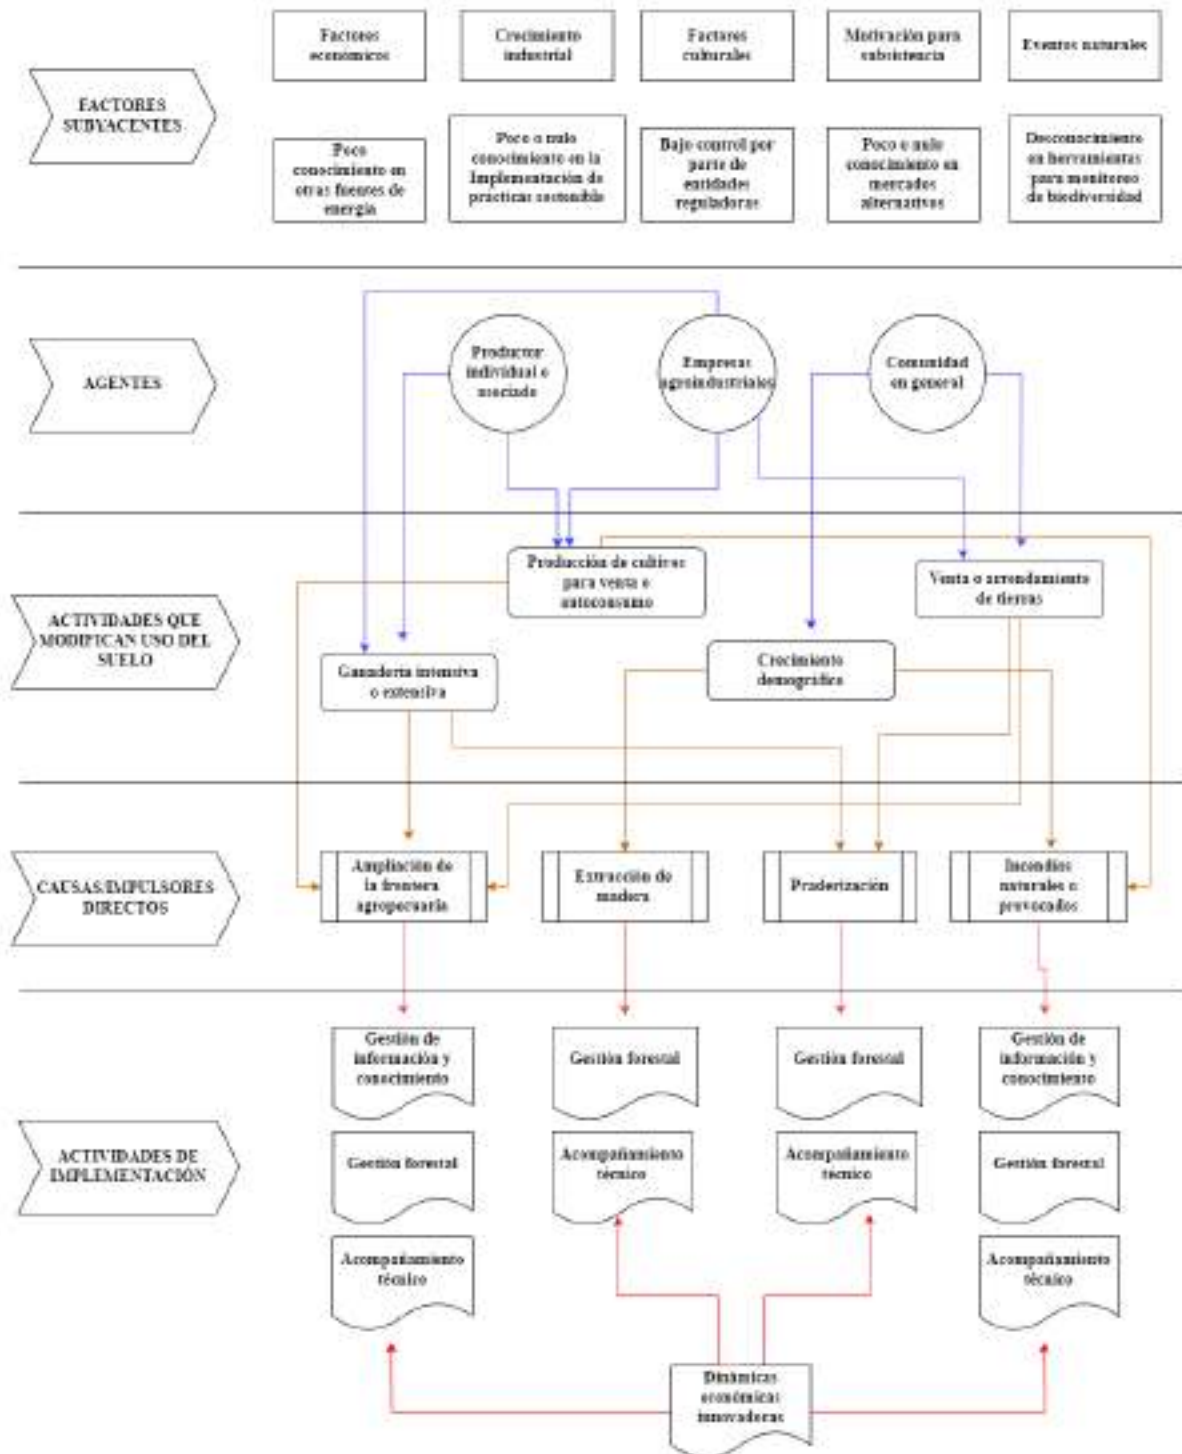 Factores
económicos
Crecimiento
industrial
Factores
culturales
Motivación para
subsistencia
Eventos naturales
FACTORES
SUBYACENTES
Poco
conocimiento en
otras fuentes de
energía
Poco o nulo
conocimiento en la
Implementación de
prácticas sostenible
Bajo control por
parte de
entidades
reguladoras
Poco o nulo
conocimiento en
mercados
alternativos
Desconocimiento
en herramientas
para monitoreo
de biodiversidad
AGENTES
Productor
individual o
asociado
Empresas
agroindustriales
Comunidad
en general
ACTIVIDADES QUE
MODIFICAN USO DEL
SUELO
Producción de cultivos
para venta o
autoconsumo
Venta o arrendamiento
de tierras
Ganadería intensiva
o extensiva
Crecimiento
demográfico
CAUSAS/IMPULSORES
DIRECTOS
Ampliación de
la frontera
agropecuaria
Extracción de
madera
Praderización
Incendios
naturales o
provocados
ACTIVIDADES DE
IMPLEMENTACIÓN
Gestión de
información y
conocimiento
Gestión forestal
Gestión forestal
Gestión de
información y
conocimiento
Gestión forestal
Acompañamiento
técnico
Acompañamiento
técnico
Gestión forestal
Acompañamiento
técnico
Acompañamiento
técnico
Dinámicas
económicas
innovadoras